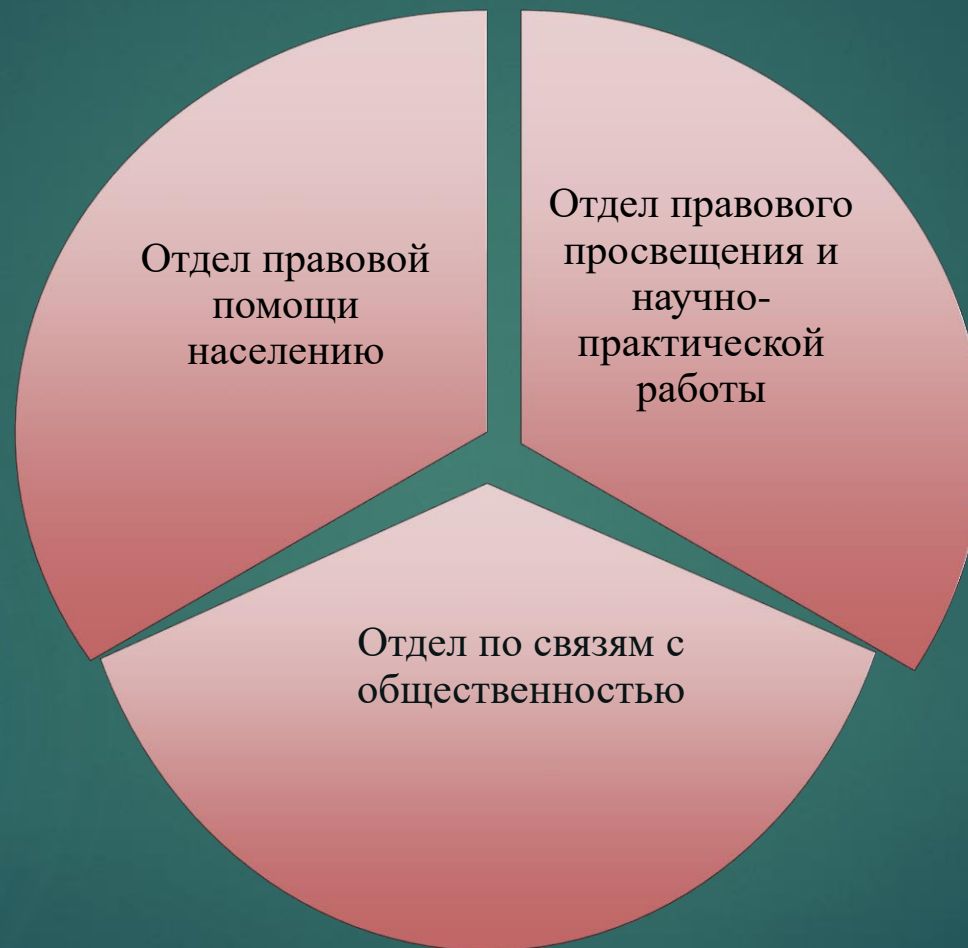 Отдел правовой
помощи
населению
Отдел правового
просвещения и
научно-
практической
работы
Отдел по связям с
общественностью